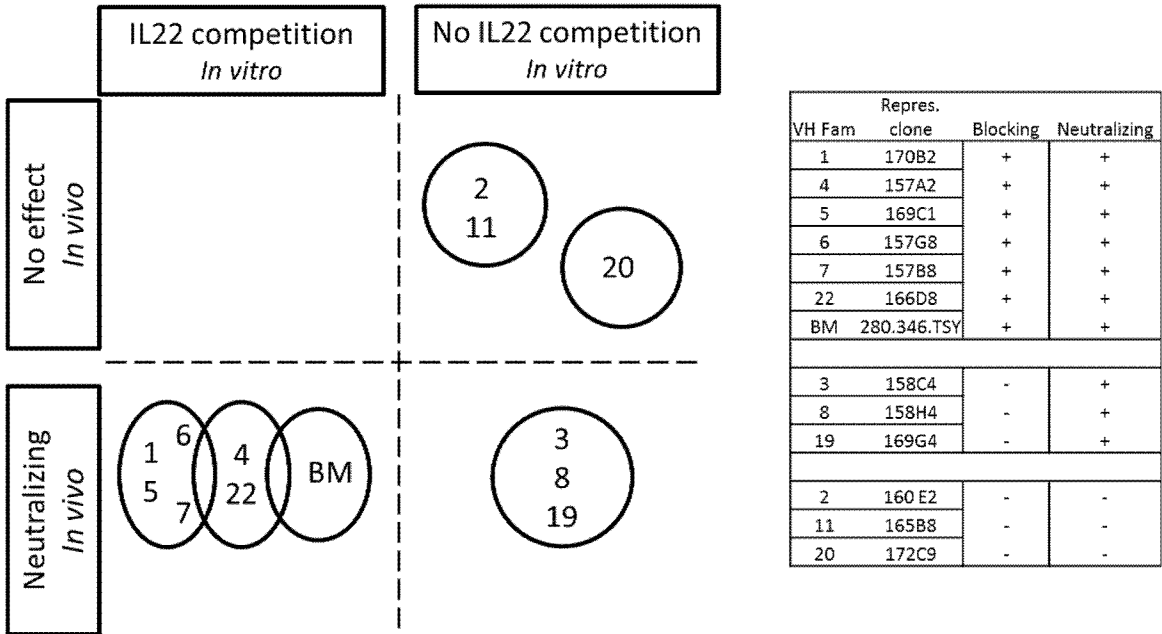 IL22 competition
In vitro
No IL22 competition
In vitro
No effect
In vivo
2
11
20
Neutralizing
In vivo
1
5
6
7
4
22
BM
3
8
19
Repres.
VH Fam clone Blocking Neutralizing
1 170B2 + +
4 157A2 + +
5 169C1 + +
6 157G8 + +
7 157B8 + +
22 166D8 + +
BM 280.346.TSY + +
3 158C4 - +
8 158H4 - +
19 169G4 - +
2 160 E2 - -
11 165B8 - -
20 172C9 - -